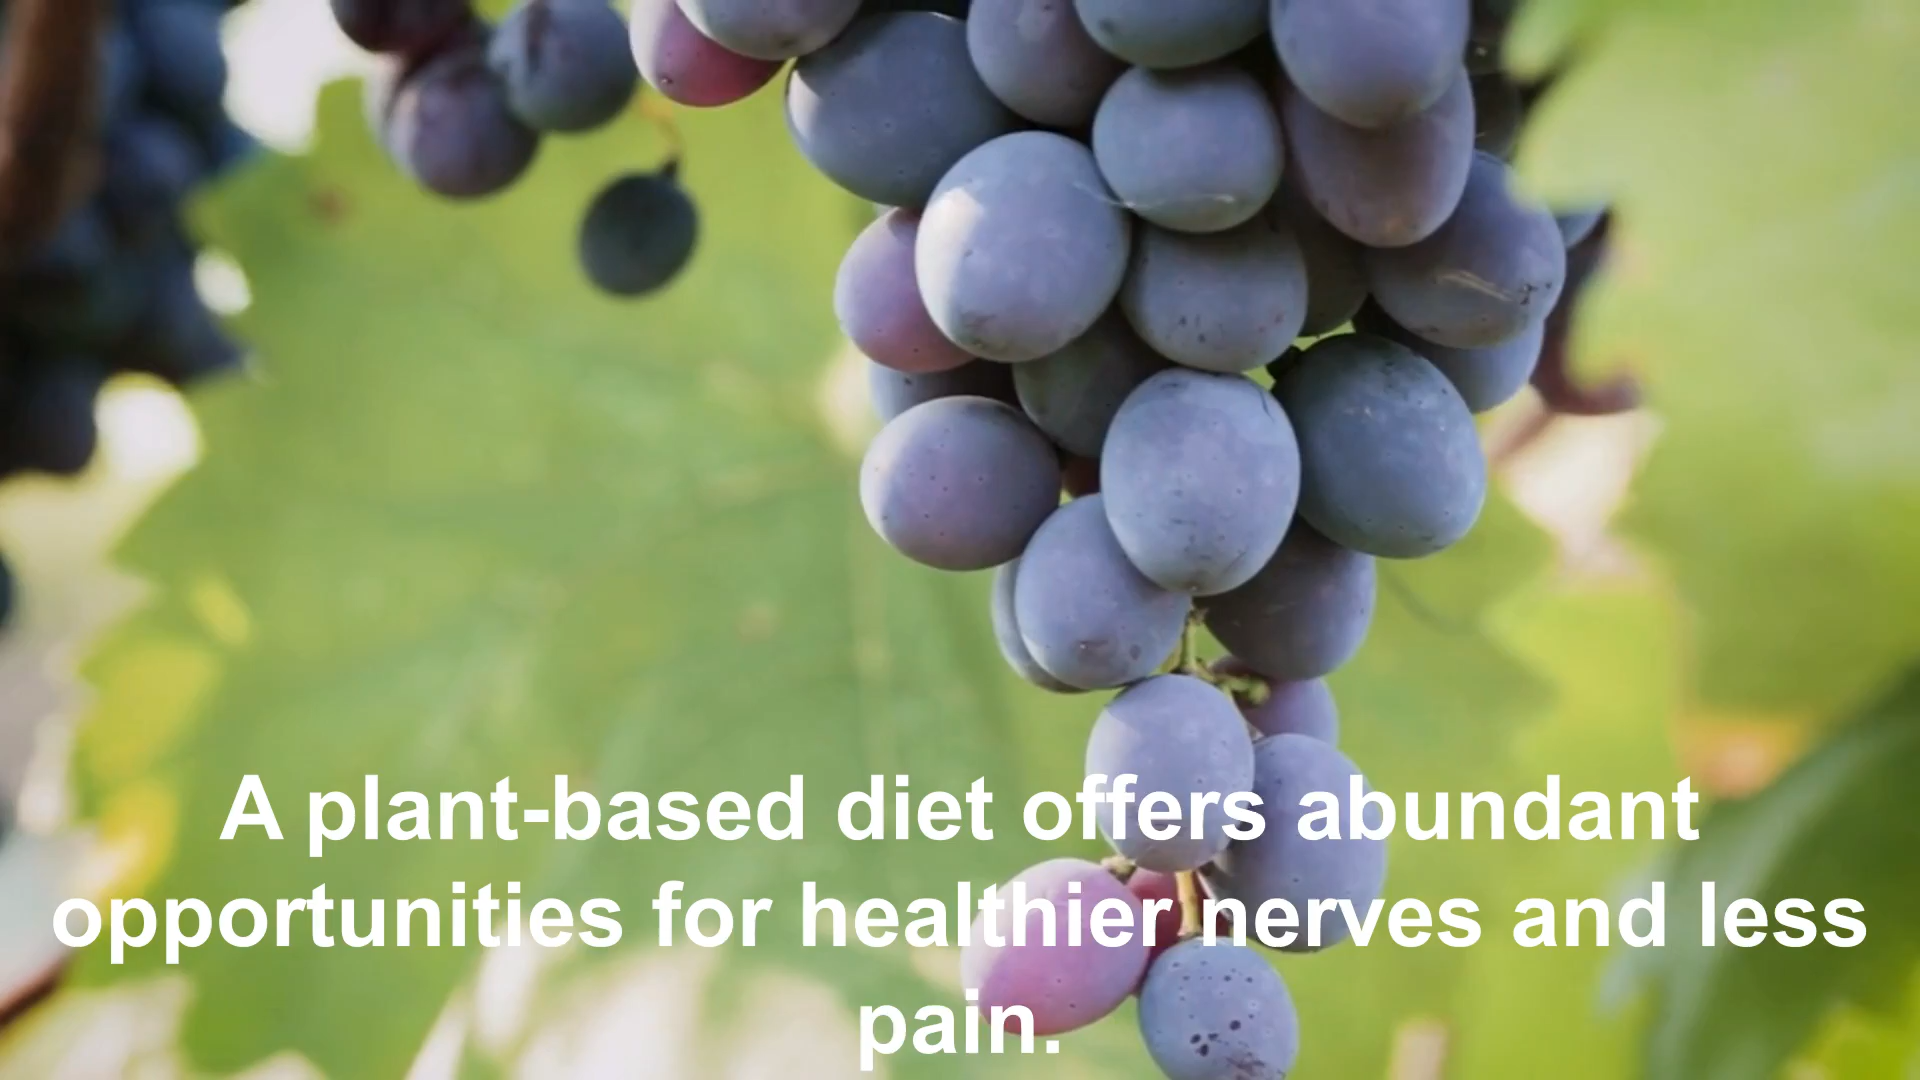 A plant-based diet offers abundant
opportunities for healthier nerves and less
pain.